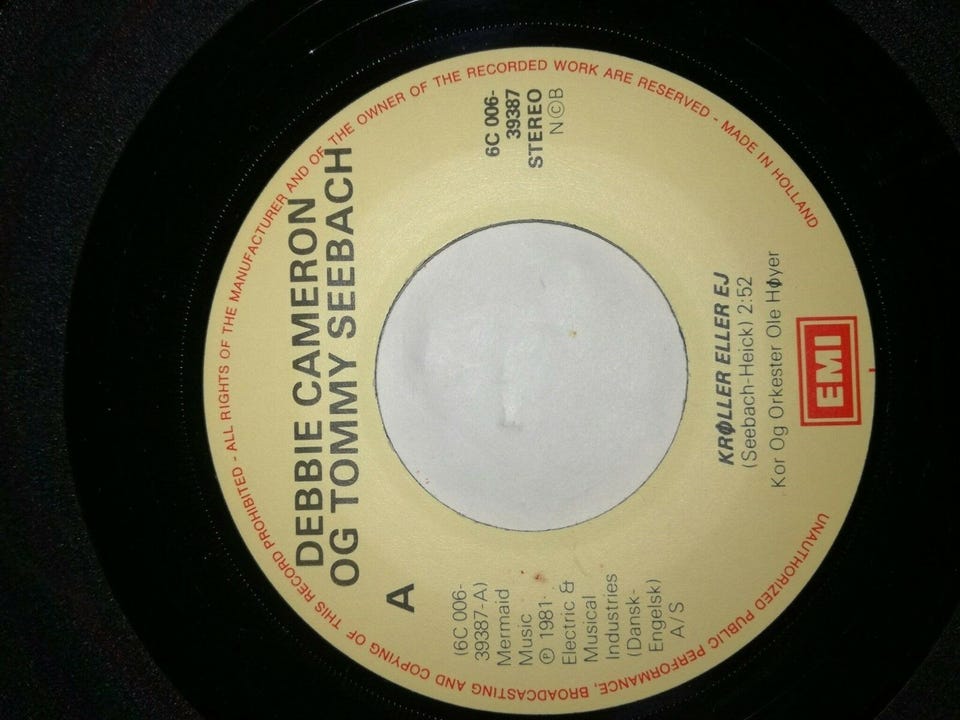 DEBBIE CAMERON
OG TOMMY SEEBACH
A
(6C 006-
39387-A)
Mermaid
Music
Ⓟ 1981
Electric &
Musical
Industries
(Dansk-
Engelsk)
A/S
6C 006-
39387
STEREO
N©B
KRØLLER ELLER EJ
(Seebach-Heick) 2:52
Kor Og Orkester Ole Høyer
EMI
UNAUTHORIZED PUBLIC PERFORMANCE, BROADCASTING AND COPYING OF THIS RECORD PROHIBITED - ALL RIGHTS OF THE MANUFACTURER AND OF THE OWNER OF THE RECORDED WORK ARE RESERVED - MADE IN HOLLAND